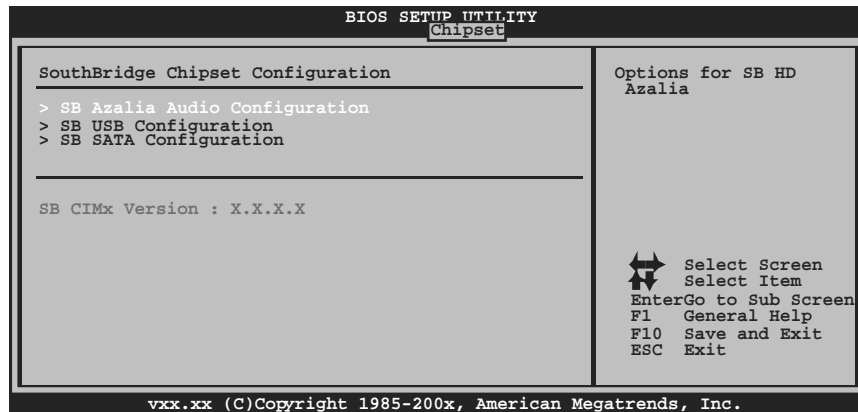 BIOS SETUP UTILITY
Chipset
SouthBridge Chipset Configuration
> SB Azalia Audio Configuration
> SB USB Configuration
> SB SATA Configuration
SB CIMx Version : X.X.X.X
Options for SB HD
Azalia
Select Screen
Select Item
EnterGo to Sub Screen
F1 General Help
F10 Save and Exit
ESC Exit
vxx.xx (C)Copyright 1985-200x, American Megatrends, Inc.